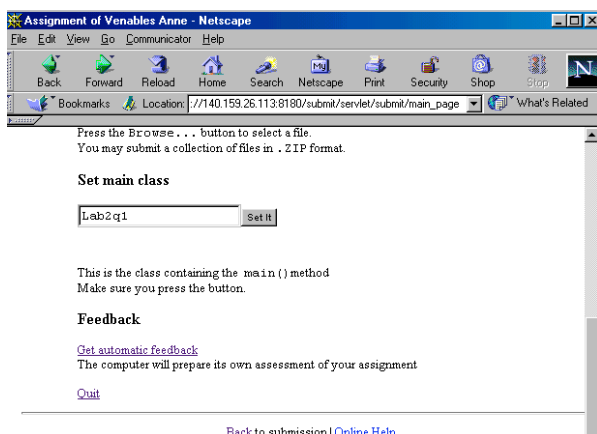 Assignment of Venables Anne - Netscape
File Edit View Go Communicator Help
Back Forward Reload Home Search Netscape Print Security Shop Stop
My
N
Bookmarks Location: ://140.159.26.113:8180/submit/servlet/submit/main_page What's Related
Press the Browse... button to select a file.
You may submit a collection of files in .ZIP format.
Set main class
Lab2q1 Set It
This is the class containing the main() method
Make sure you press the button.
Feedback
Get automatic feedback
The computer will prepare its own assessment of your assignment
Quit
Back to submission | Online Help